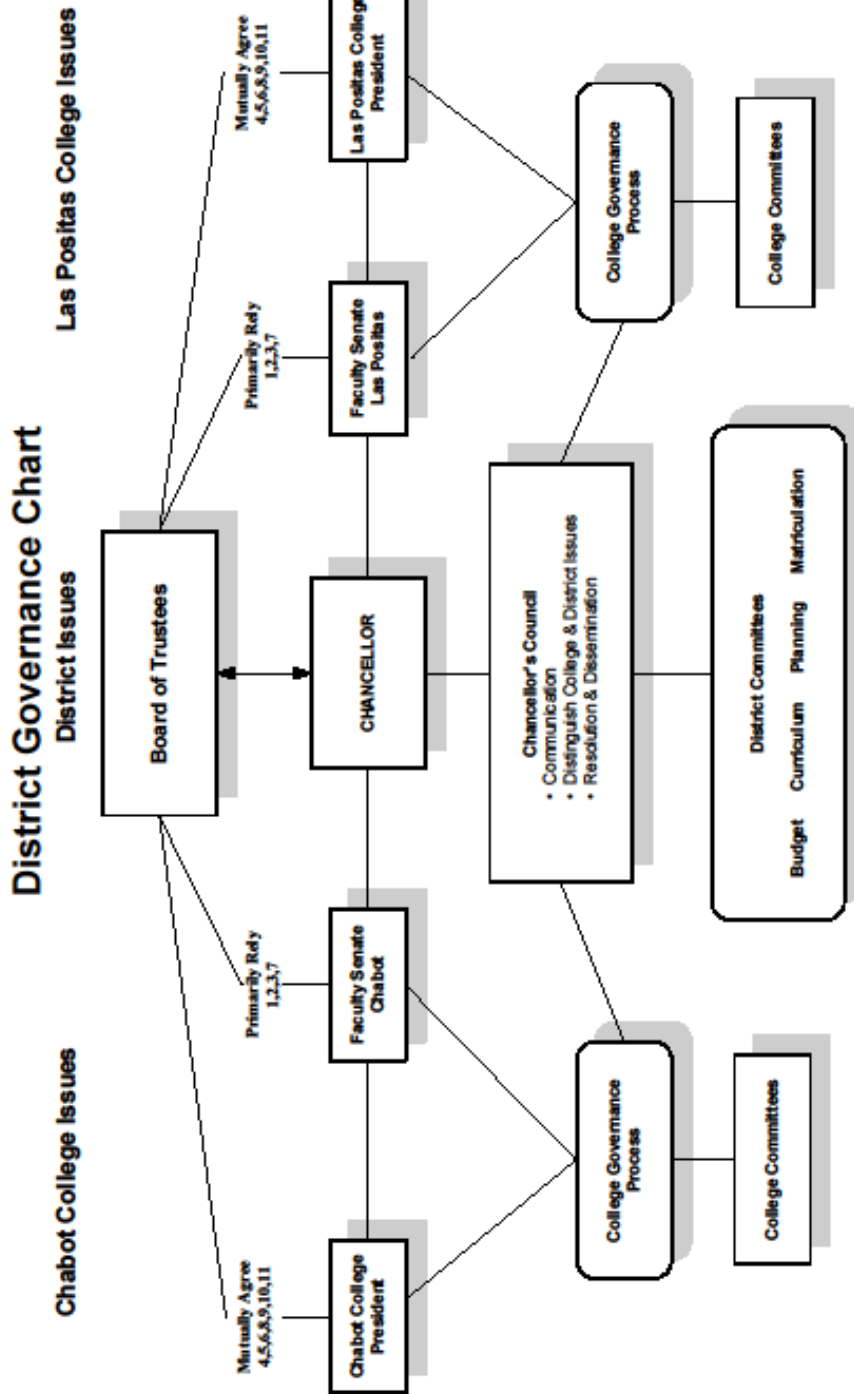 District Governance Chart
Chabot College Issues
District Issues
Las Positas College Issues
Board of Trustees
Mutually Agree
4,5,6,8,9,10,11
Primarily Rely
1,2,3,7
Primarily Rely
1,2,3,7
Mutually Agree
4,5,6,8,9,10,11
Chabot College
President
Faculty Senate
Chabot
CHANCELLOR
Faculty Senate
Las Positas
Las Positas College
President
Chancellor's Council
• Communication
• Distinguish College & District Issues
• Resolution & Dissemination
College Governance
Process
College Governance
Process
College Committees
District Committees
Budget Curriculum Planning Matriculation
College Committees